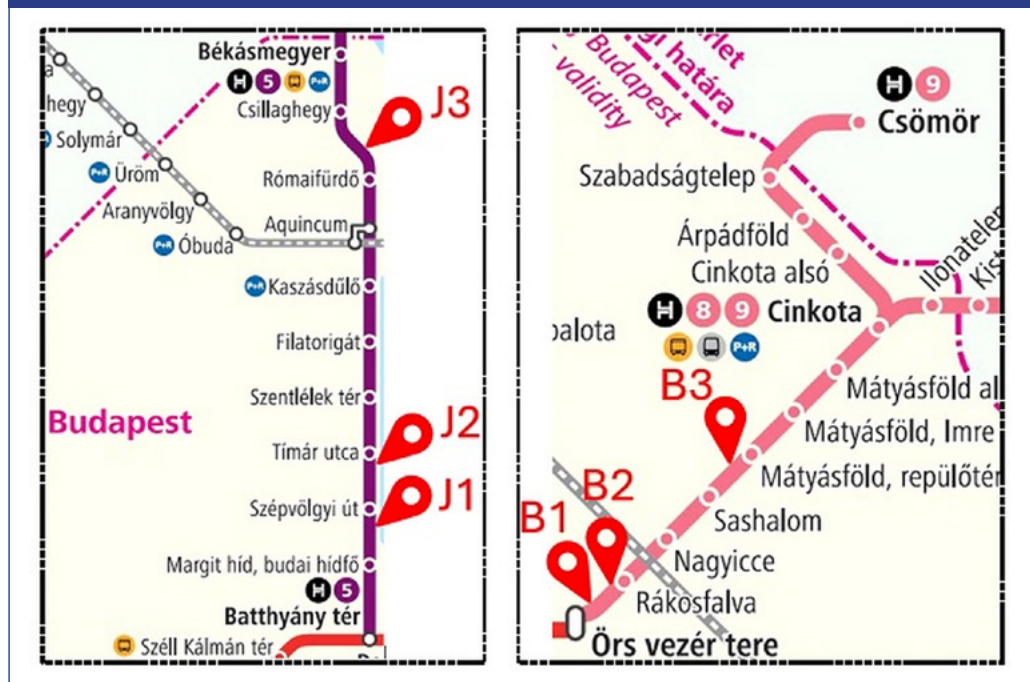 Békásmegyer
H 5 P+R
Csillaghegy
J3
hegy
Solymár
P+R Üröm
Rómaifürdő
Aranyvölgy
Aquincum
P+R Óbuda
P+R Kaszásdűlő
Filatorigát
Szentlélek tér
Budapest
J2
Tímár utca
J1
Szépvölgyi út
Margit híd, budai hídfő
H 5
Batthyány tér
Széll Kálmán tér
Budapest
gi határa
- validity
H 9
Csömör
Szabadságtelep
Árpádföld
Cinkota alsó
Ilonatelep
Kist
H 8 9 Cinkota
P+R
palota
B3
Mátyásföld al
Mátyásföld, Imre
Mátyásföld, repülőtér
B2
B1
Sashalom
Nagyicce
Rákosfalva
Örs vezér tere